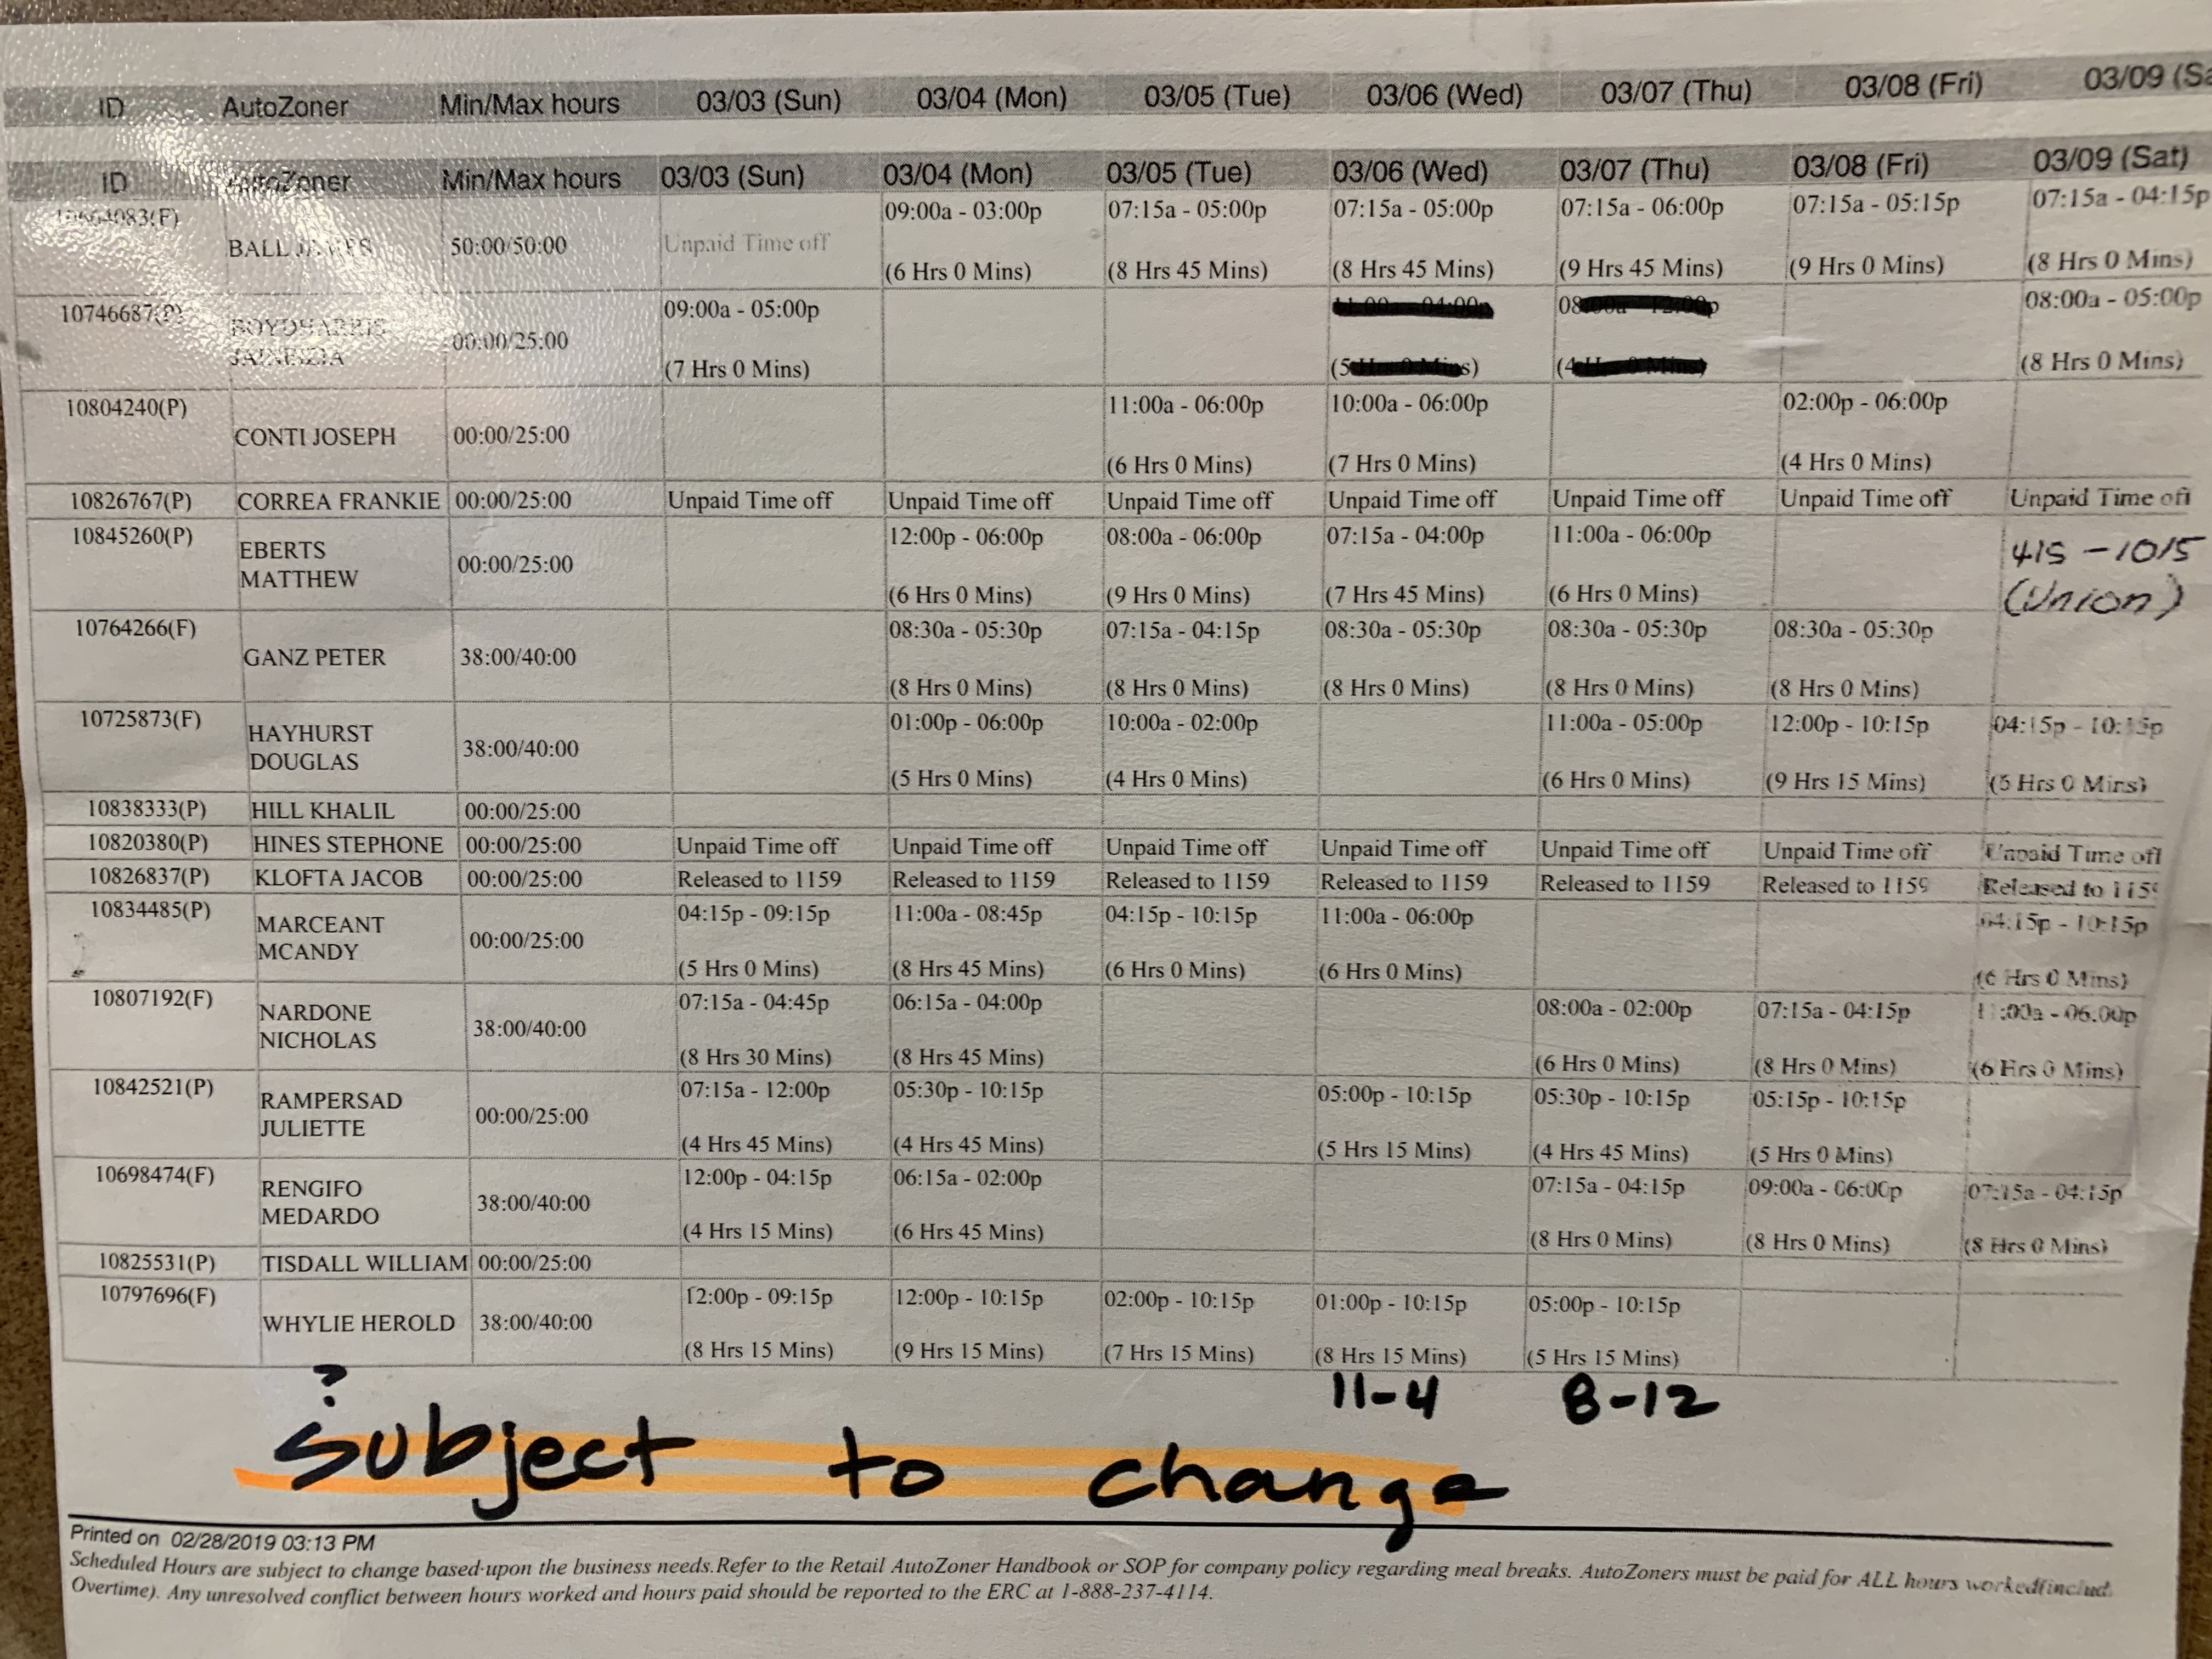 ID AutoZoner Min/Max hours 03/03 (Sun) 03/04 (Mon) 03/05 (Tue) 03/06 (Wed) 03/07 (Thu) 03/08 (Fri) 03/09
ID AutoZoner Min/Max hours 03/03 (Sun) 03/04 (Mon) 03/05 (Tue) 03/06 (Wed) 03/07 (Thu) 03/08 (Fri) 03/09 (Sat)
09:00a - 03:00p 07:15a - 05:00p 07:15a - 05:00p 07:15a - 06:00p 07:15a - 05:15p 07:15a - 04:15p
BALL 50:00/50:00 Unpaid Time off
(6 Hrs 0 Mins) (8 Hrs 45 Mins) (8 Hrs 45 Mins) (9 Hrs 45 Mins) (9 Hrs 0 Mins) (8 Hrs 0 Mins)
10746687(P) 09:00a - 05:00p 11:00a - 04:00p 08:00a - 12:00p 08:00a - 05:00p
BOYDHARRIS
00:00/25:00
(7 Hrs 0 Mins) (5 Hrs 0 Mins) (4 Hrs 0 Mins) (8 Hrs 0 Mins)
10804240(P) 11:00a - 06:00p 10:00a - 06:00p 02:00p - 06:00p
CONTI JOSEPH 00:00/25:00
(6 Hrs 0 Mins) (7 Hrs 0 Mins) (4 Hrs 0 Mins)
10826767(P) CORREA FRANKIE 00:00/25:00 Unpaid Time off Unpaid Time off Unpaid Time off Unpaid Time off Unpaid Time off Unpaid Time off Unpaid Time off
10845260(P) 12:00p - 06:00p 08:00a - 06:00p 07:15a - 04:00p 11:00a - 06:00p 415 - 1015
EBERTS
MATTHEW 00:00/25:00
(6 Hrs 0 Mins) (9 Hrs 0 Mins) (7 Hrs 45 Mins) (6 Hrs 0 Mins) (Union)
10764266(F) 08:30a - 05:30p 07:15a - 04:15p 08:30a - 05:30p 08:30a - 05:30p 08:30a - 05:30p
GANZ PETER 38:00/40:00
(8 Hrs 0 Mins) (8 Hrs 0 Mins) (8 Hrs 0 Mins) (8 Hrs 0 Mins) (8 Hrs 0 Mins)
10725873(F) 01:00p - 06:00p 10:00a - 02:00p 11:00a - 05:00p 12:00p - 10:15p 04:15p - 10:15p
HAYHURST
DOUGLAS 38:00/40:00
(5 Hrs 0 Mins) (4 Hrs 0 Mins) (6 Hrs 0 Mins) (9 Hrs 15 Mins) (5 Hrs 0 Mins)
10838333(P) HILL KHALIL 00:00/25:00
10820380(P) HINES STEPHONE 00:00/25:00 Unpaid Time off Unpaid Time off Unpaid Time off Unpaid Time off Unpaid Time off Unpaid Time off Unpaid Time off
10826837(P) KLOFTA JACOB 00:00/25:00 Released to 1159 Released to 1159 Released to 1159 Released to 1159 Released to 1159 Released to 1159 Released to 1159
10834485(P) 04:15p - 09:15p 11:00a - 08:45p 04:15p - 10:15p 11:00a - 06:00p 04:15p - 10:15p
MARCEANT
MCANDY 00:00/25:00
(5 Hrs 0 Mins) (8 Hrs 45 Mins) (6 Hrs 0 Mins) (6 Hrs 0 Mins) (6 Hrs 0 Mins)
10807192(F) 07:15a - 04:45p 06:15a - 04:00p 08:00a - 02:00p 07:15a - 04:15p 11:00a - 06:00p
NARDONE
NICHOLAS 38:00/40:00
(8 Hrs 30 Mins) (8 Hrs 45 Mins) (6 Hrs 0 Mins) (8 Hrs 0 Mins) (6 Hrs 0 Mins)
10842521(P) 07:15a - 12:00p 05:30p - 10:15p 05:00p - 10:15p 05:30p - 10:15p 05:15p - 10:15p
RAMPERSAD
JULIETTE 00:00/25:00
(4 Hrs 45 Mins) (4 Hrs 45 Mins) (5 Hrs 15 Mins) (4 Hrs 45 Mins) (5 Hrs 0 Mins)
10698474(F) 12:00p - 04:15p 06:15a - 02:00p 07:15a - 04:15p 09:00a - 06:00p 07:15a - 04:15p
RENGIFO
MEDARDO 38:00/40:00
(4 Hrs 15 Mins) (6 Hrs 45 Mins) (8 Hrs 0 Mins) (8 Hrs 0 Mins) (8 Hrs 0 Mins)
10825531(P) TISDALL WILLIAM 00:00/25:00
10797696(F) 12:00p - 09:15p 12:00p - 10:15p 02:00p - 10:15p 01:00p - 10:15p 05:00p - 10:15p
WHYLIE HEROLD 38:00/40:00
(8 Hrs 15 Mins) (9 Hrs 15 Mins) (7 Hrs 15 Mins) (8 Hrs 15 Mins) (5 Hrs 15 Mins)
? 11-4 8-12
subject to change
Printed on 02/28/2019 03:13 PM
Scheduled Hours are subject to change based-upon the business needs.Refer to the Retail AutoZoner Handbook or SOP for company policy regarding meal breaks. AutoZoners must be paid for ALL hours worked(includ
Overtime). Any unresolved conflict between hours worked and hours paid should be reported to the ERC at 1-888-237-4114.